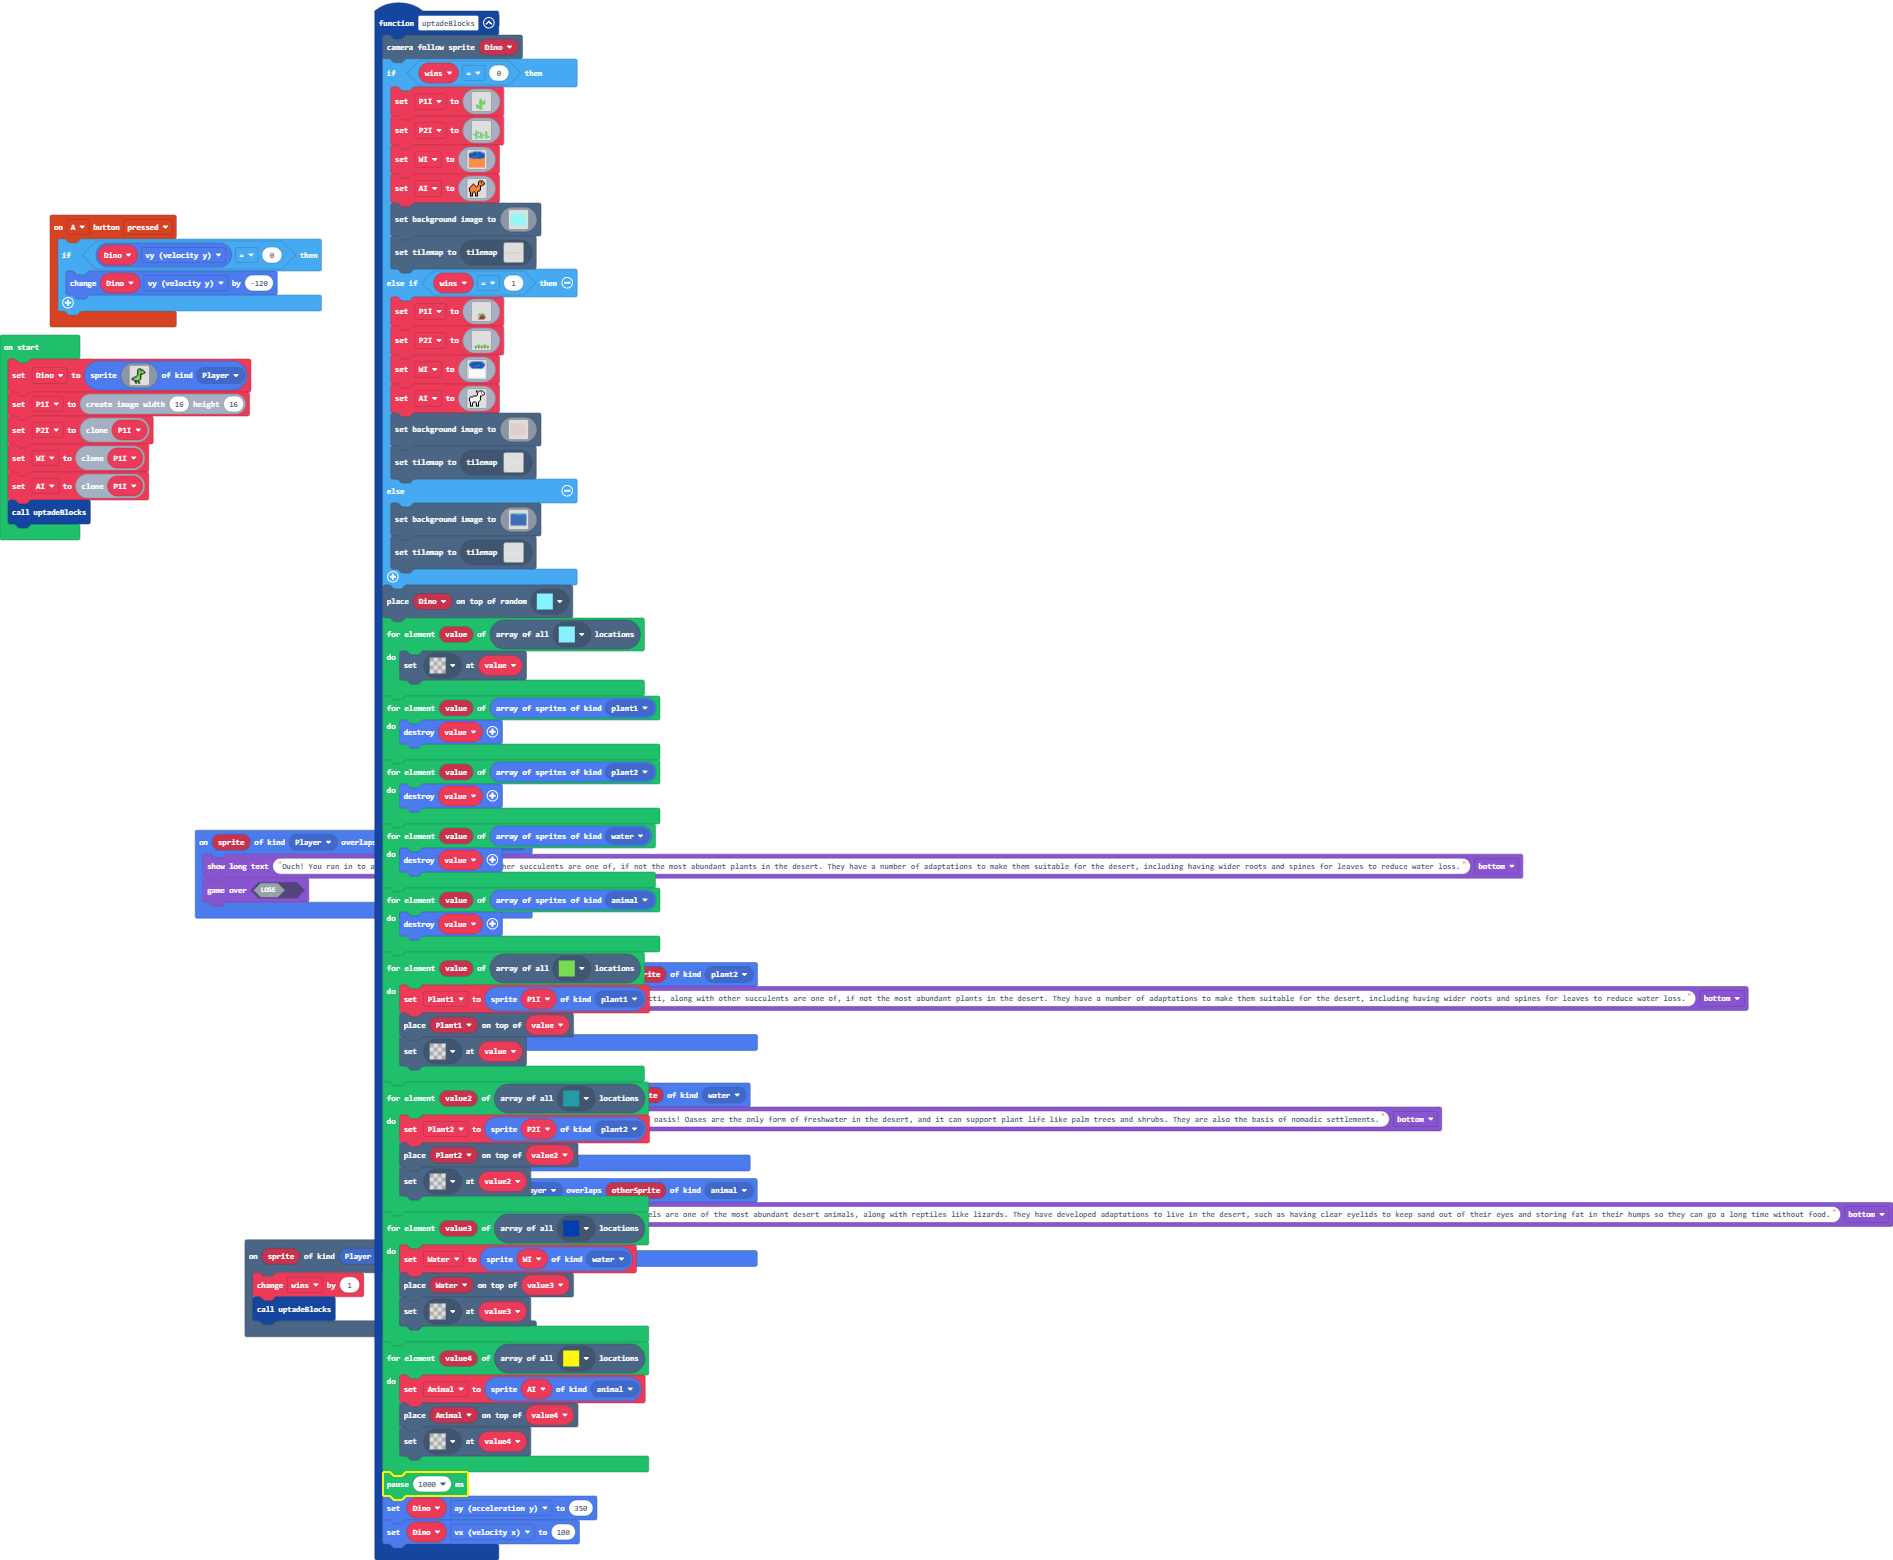 function uptadeBlocks
camera follow sprite Dino
if wins = 0 then
set P1I to
set P2I to
set WI to
set AI to
set background image to
set tilemap to tilemap
else if wins = 1 then
set P1I to
set P2I to
set WI to
set AI to
set background image to
set tilemap to tilemap
else
set background image to
set tilemap to tilemap
place Dino on top of random
for element value of array of all locations
do
set at value
for element value of array of sprites of kind plant1
do
destroy value
for element value of array of sprites of kind plant2
do
destroy value
for element value of array of sprites of kind water
do
destroy value
for element value of array of sprites of kind animal
do
destroy value
for element value of array of all locations
do
set Plant1 to sprite P1I of kind plant1
place Plant1 on top of value
set at value
for element value2 of array of all locations
do
set Plant2 to sprite P2I of kind plant2
place Plant2 on top of value2
set at value2
for element value3 of array of all locations
do
set Water to sprite WI of kind water
place Water on top of value3
set at value3
for element value4 of array of all locations
do
set Animal to sprite AI of kind animal
place Animal on top of value4
set at value4
pause 1000 ms
set Dino ay (acceleration y) to 350
set Dino vx (velocity x) to 100
on A button pressed
if Dino vy (velocity y) = 0 then
change Dino vy (velocity y) by -120
on start
set Dino to sprite of kind Player
set P1I to create image width 16 height 16
set P2I to clone P1I
set WI to clone P1I
set AI to clone P1I
call uptadeBlocks
on sprite of kind Player overlaps
show long text "Ouch! You ran in to a
her succulents are one of, if not the most abundant plants in the desert. They have a number of adaptations to make them suitable for the desert, including having wider roots and spines for leaves to reduce water loss." bottom
game over LOSE
rite of kind plant2
cti, along with other succulents are one of, if not the most abundant plants in the desert. They have a number of adaptations to make them suitable for the desert, including having wider roots and spines for leaves to reduce water loss." bottom
te of kind water
oasis! Oases are the only form of freshwater in the desert, and it can support plant life like palm trees and shrubs. They are also the basis of nomadic settlements." bottom
ayer overlaps otherSprite of kind animal
els are one of the most abundant desert animals, along with reptiles like lizards. They have developed adaptations to live in the desert, such as having clear eyelids to keep sand out of their eyes and storing fat in their humps so they can go a long time without food." bottom
on sprite of kind Player
change wins by 1
call uptadeBlocks